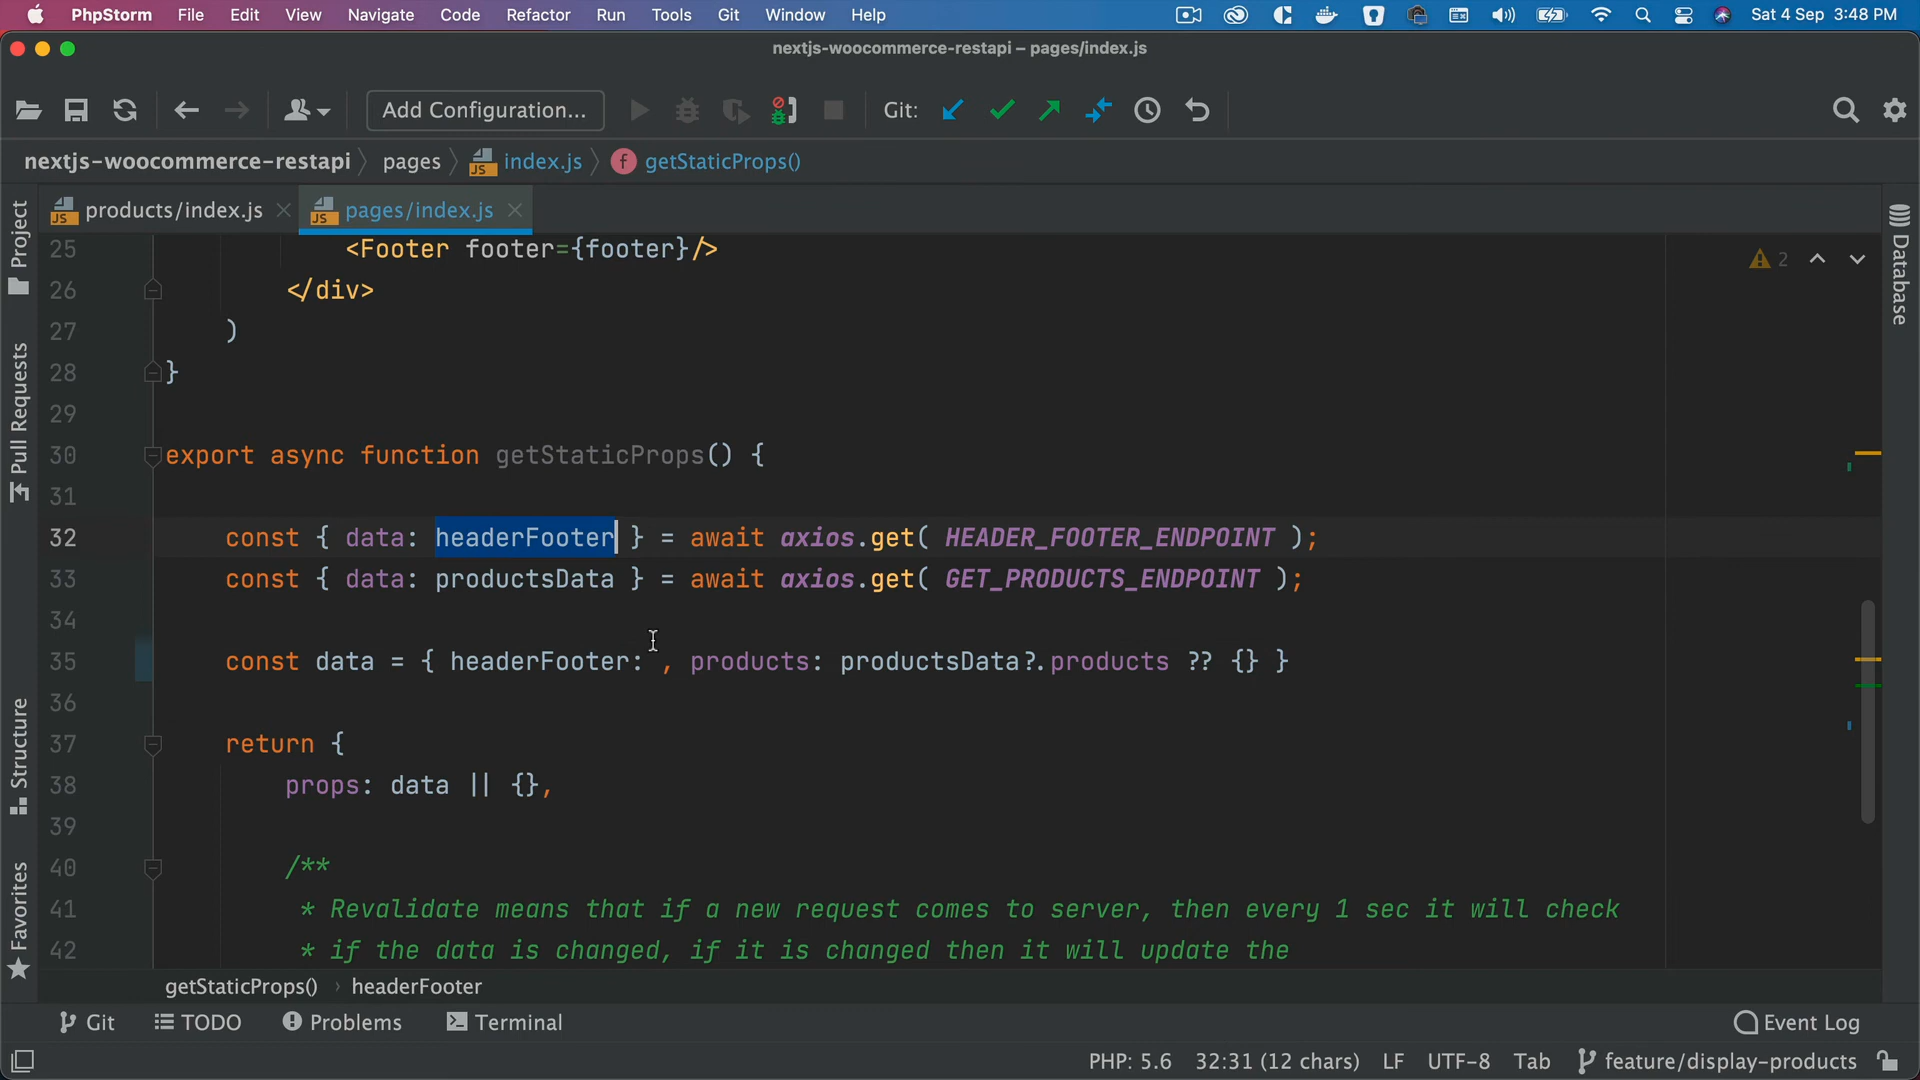 PhpStorm File Edit View Navigate Code Refactor Run Tools Git Window Help Sat 4 Sep 3:48 PM
nextjs-woocommerce-restapi – pages/index.js
Add Configuration... Git:
nextjs-woocommerce-restapi pages index.js getStaticProps()
products/index.js pages/index.js
25 <Footer footer={footer}/>
2
26 </div>
27 )
28 }
29
30 export async function getStaticProps() {
31
32 const { data: headerFooter } = await axios.get( HEADER_FOOTER_ENDPOINT );
33 const { data: productsData } = await axios.get( GET_PRODUCTS_ENDPOINT );
34
35 const data = { headerFooter: , products: productsData?.products ?? {} }
36
37 return {
38 props: data || {},
39
40 /**
41 * Revalidate means that if a new request comes to server, then every 1 sec it will check
42 * if the data is changed, if it is changed then it will update the
getStaticProps() › headerFooter
Project
Pull Requests
Structure
Favorites
Database
Git TODO Problems Terminal Event Log
PHP: 5.6 32:31 (12 chars) LF UTF-8 Tab feature/display-products